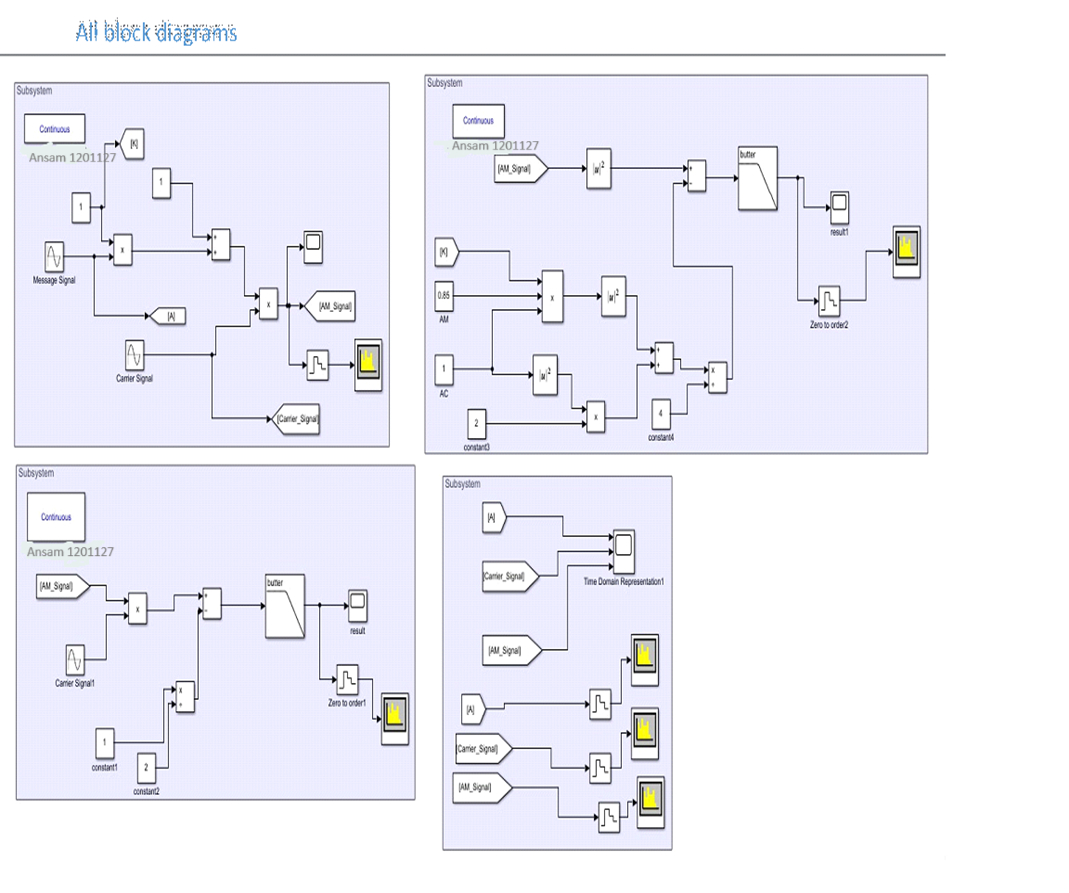 All block diagrams
Subsystem
Continuous
Ansam 1201127
[K]
1
1
x
+
+
Message Signal
[A]
x
[AM_Signal]
Carrier Signal
[Carrier_Signal]
Subsystem
Continuous
Ansam 1201127
[AM_Signal]
|u|²
+
−
butter
result1
[K]
0.85
AM
x
|u|²
Zero to order2
1
AC
|u|²
+
+
x
÷
2
constant3
x
4
constant4
Subsystem
Continuous
Ansam 1201127
[AM_Signal]
x
+
−
butter
result
Carrier Signal1
Zero to order1
x
÷
1
constant1
2
constant2
Subsystem
[A]
[Carrier_Signal]
Time Domain Representation1
[AM_Signal]
[A]
[Carrier_Signal]
[AM_Signal]